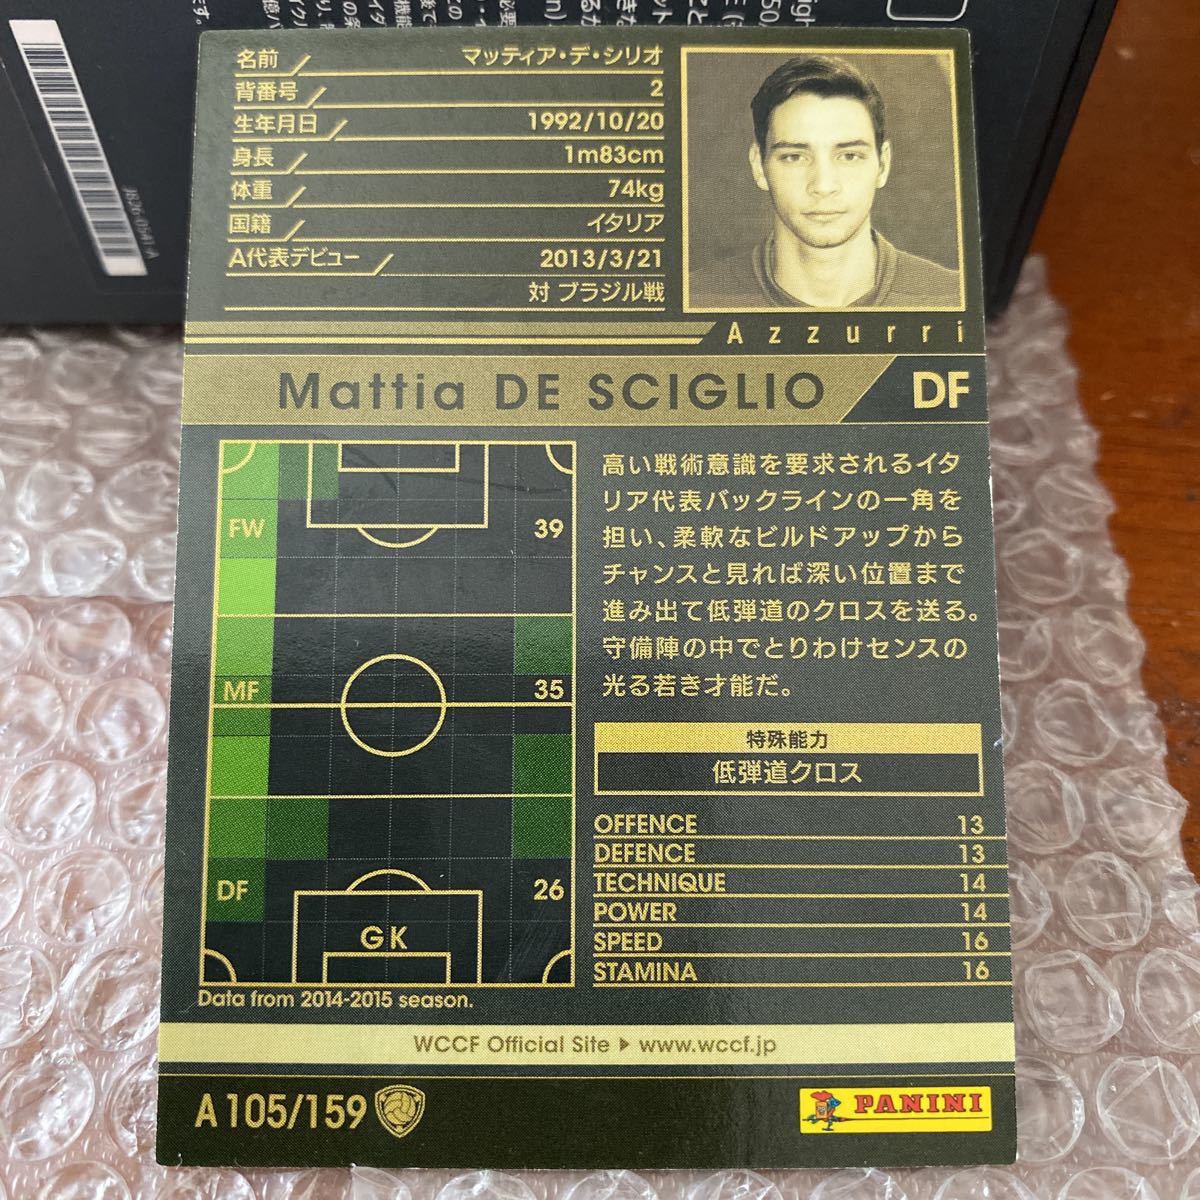 名前 マッティア・デ・シリオ
背番号 2
生年月日 1992/10/20
身長 1m83cm
体重 74kg
国籍 イタリア
A代表デビュー 2013/3/21
対 ブラジル戦
Azzurri
Mattia DE SCIGLIO DF
FW 39
MF 35
DF 26
GK
Data from 2014-2015 season.
高い戦術意識を要求されるイタ
リア代表バックラインの一角を
担い、柔軟なビルドアップから
チャンスと見れば深い位置まで
進み出て低弾道のクロスを送る。
守備陣の中でとりわけセンスの
光る若き才能だ。
特殊能力
低弾道クロス
OFFENCE 13
DEFENCE 13
TECHNIQUE 14
POWER 14
SPEED 16
STAMINA 16
WCCF Official Site ▶ www.wccf.jp
A105/159
PANINI